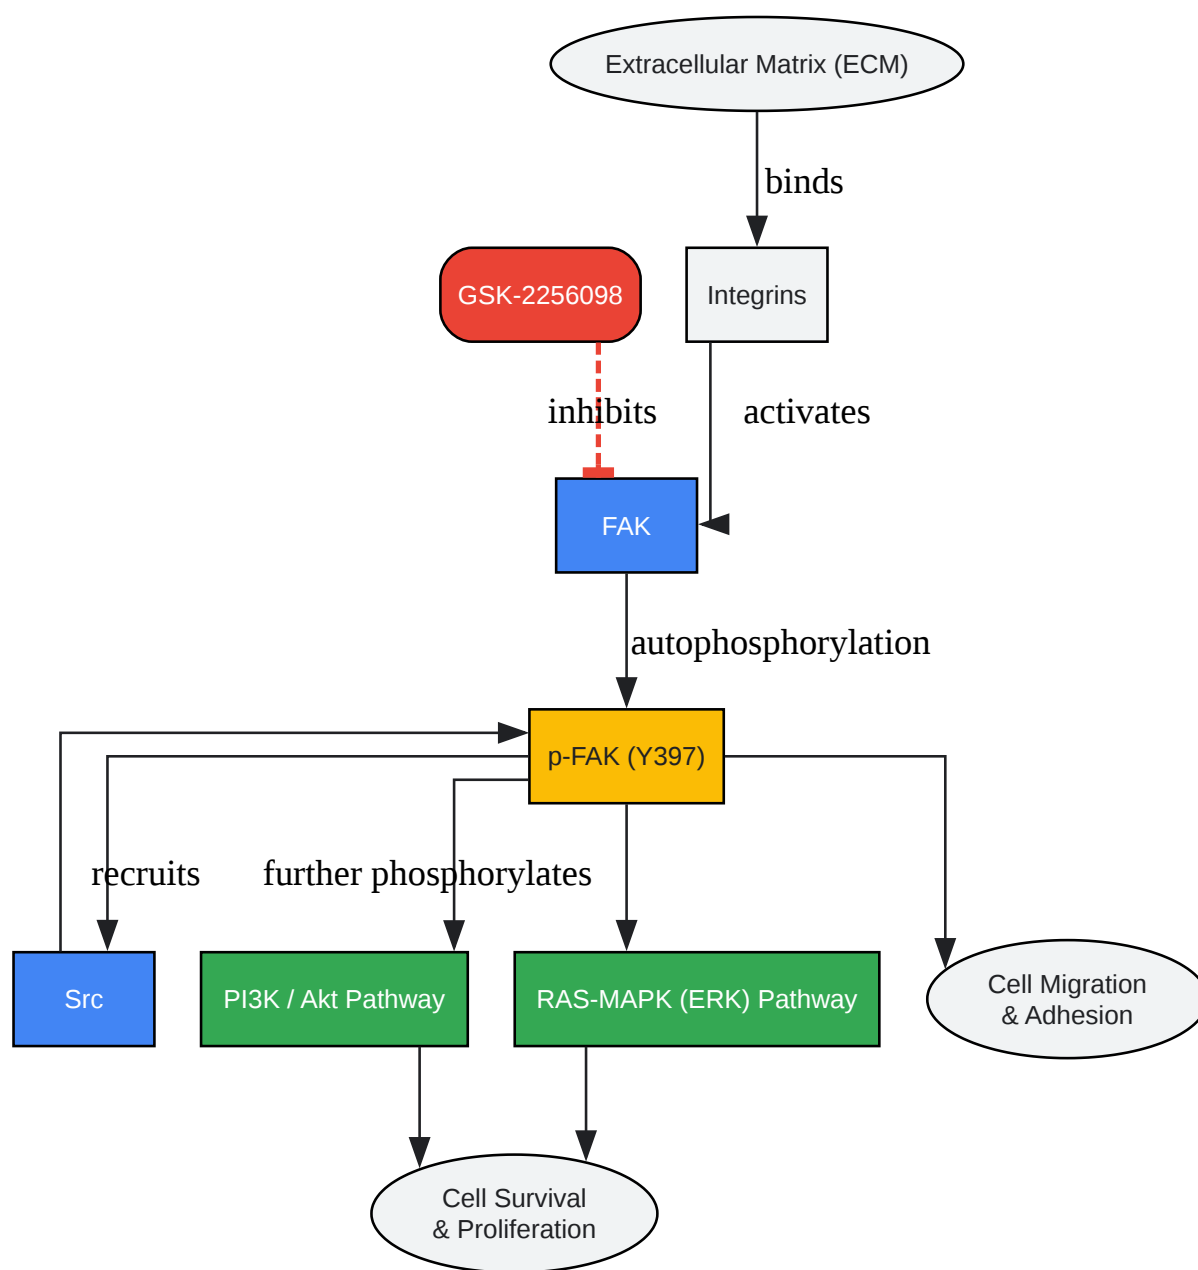 Extracellular Matrix (ECM)
binds
GSK-2256098
Integrins
inhibits
activates
FAK
autophosphorylation
p-FAK (Y397)
recruits
further phosphorylates
Src
PI3K / Akt Pathway
RAS-MAPK (ERK) Pathway
Cell Migration
& Adhesion
Cell Survival
& Proliferation